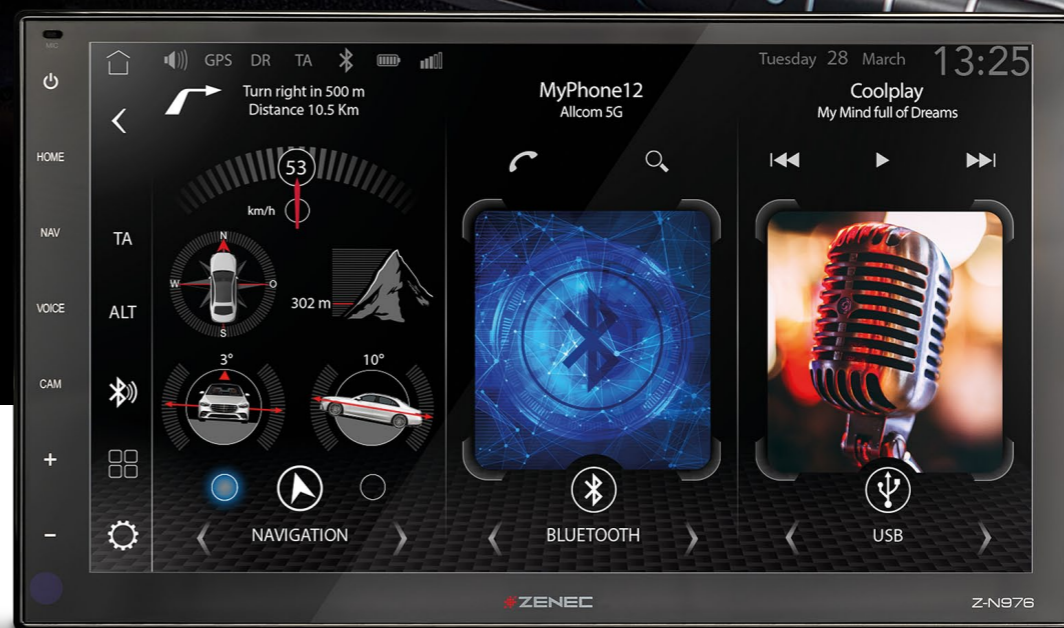 MIC
HOME
NAV
VOICE
CAM
+
−
GPS DR TA
Tuesday 28 March 13:25
Turn right in 500 m
Distance 10.5 Km
MyPhone12
Allcom 5G
Coolplay
My Mind full of Dreams
53
km/h
TA
ALT
N
W
O
S
302 m
3°
10°
NAVIGATION
BLUETOOTH
USB
ZENEC
Z-N976